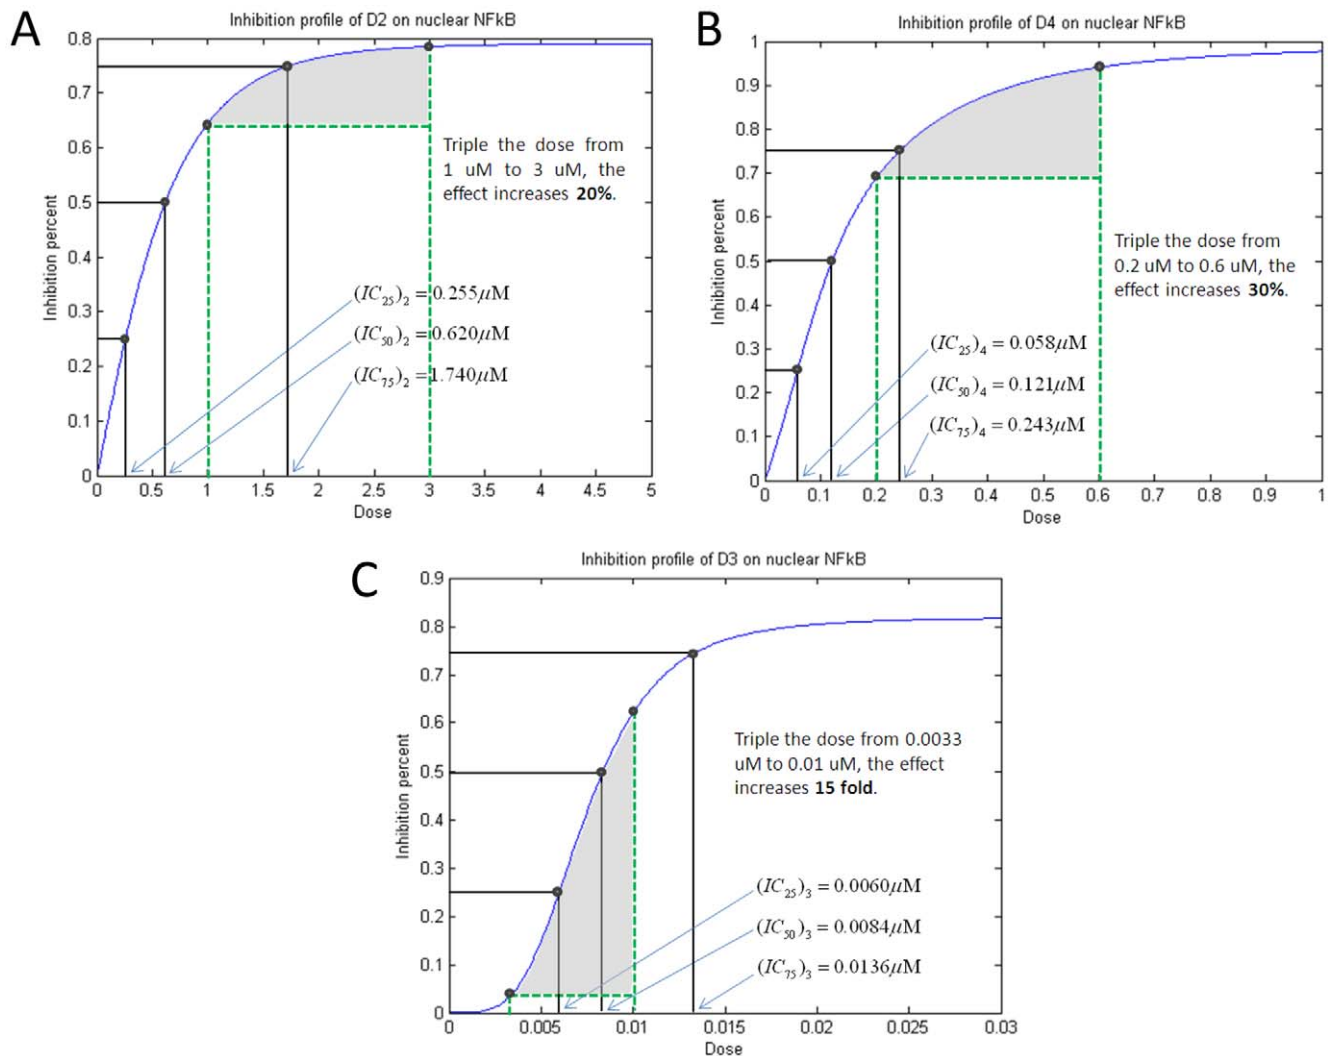 A
Inhibition profile of D2 on nuclear NFkB
0.8
0.7
0.6
0.5
0.4
0.3
0.2
0.1
0
Inhibition percent
Triple the dose from
1 uM to 3 uM, the
effect increases 20%.
(IC25)2 = 0.255μM
(IC50)2 = 0.620μM
(IC75)2 = 1.740μM
0 0.5 1 1.5 2 2.5 3 3.5 4 4.5 5
Dose
B
Inhibition profile of D4 on nuclear NFkB
1
0.9
0.8
0.7
0.6
0.5
0.4
0.3
0.2
0.1
0
Inhibition percent
Triple the dose from
0.2 uM to 0.6 uM, the
effect increases 30%.
(IC25)4 = 0.058μM
(IC50)4 = 0.121μM
(IC75)4 = 0.243μM
0 0.1 0.2 0.3 0.4 0.5 0.6 0.7 0.8 0.9 1
Dose
C
Inhibition profile of D3 on nuclear NFkB
0.9
0.8
0.7
0.6
0.5
0.4
0.3
0.2
0.1
0
Inhibition percent
Triple the dose from 0.0033
uM to 0.01 uM, the effect
increases 15 fold.
(IC25)3 = 0.0060μM
(IC50)3 = 0.0084μM
(IC75)3 = 0.0136μM
0 0.005 0.01 0.015 0.02 0.025 0.03
Dose